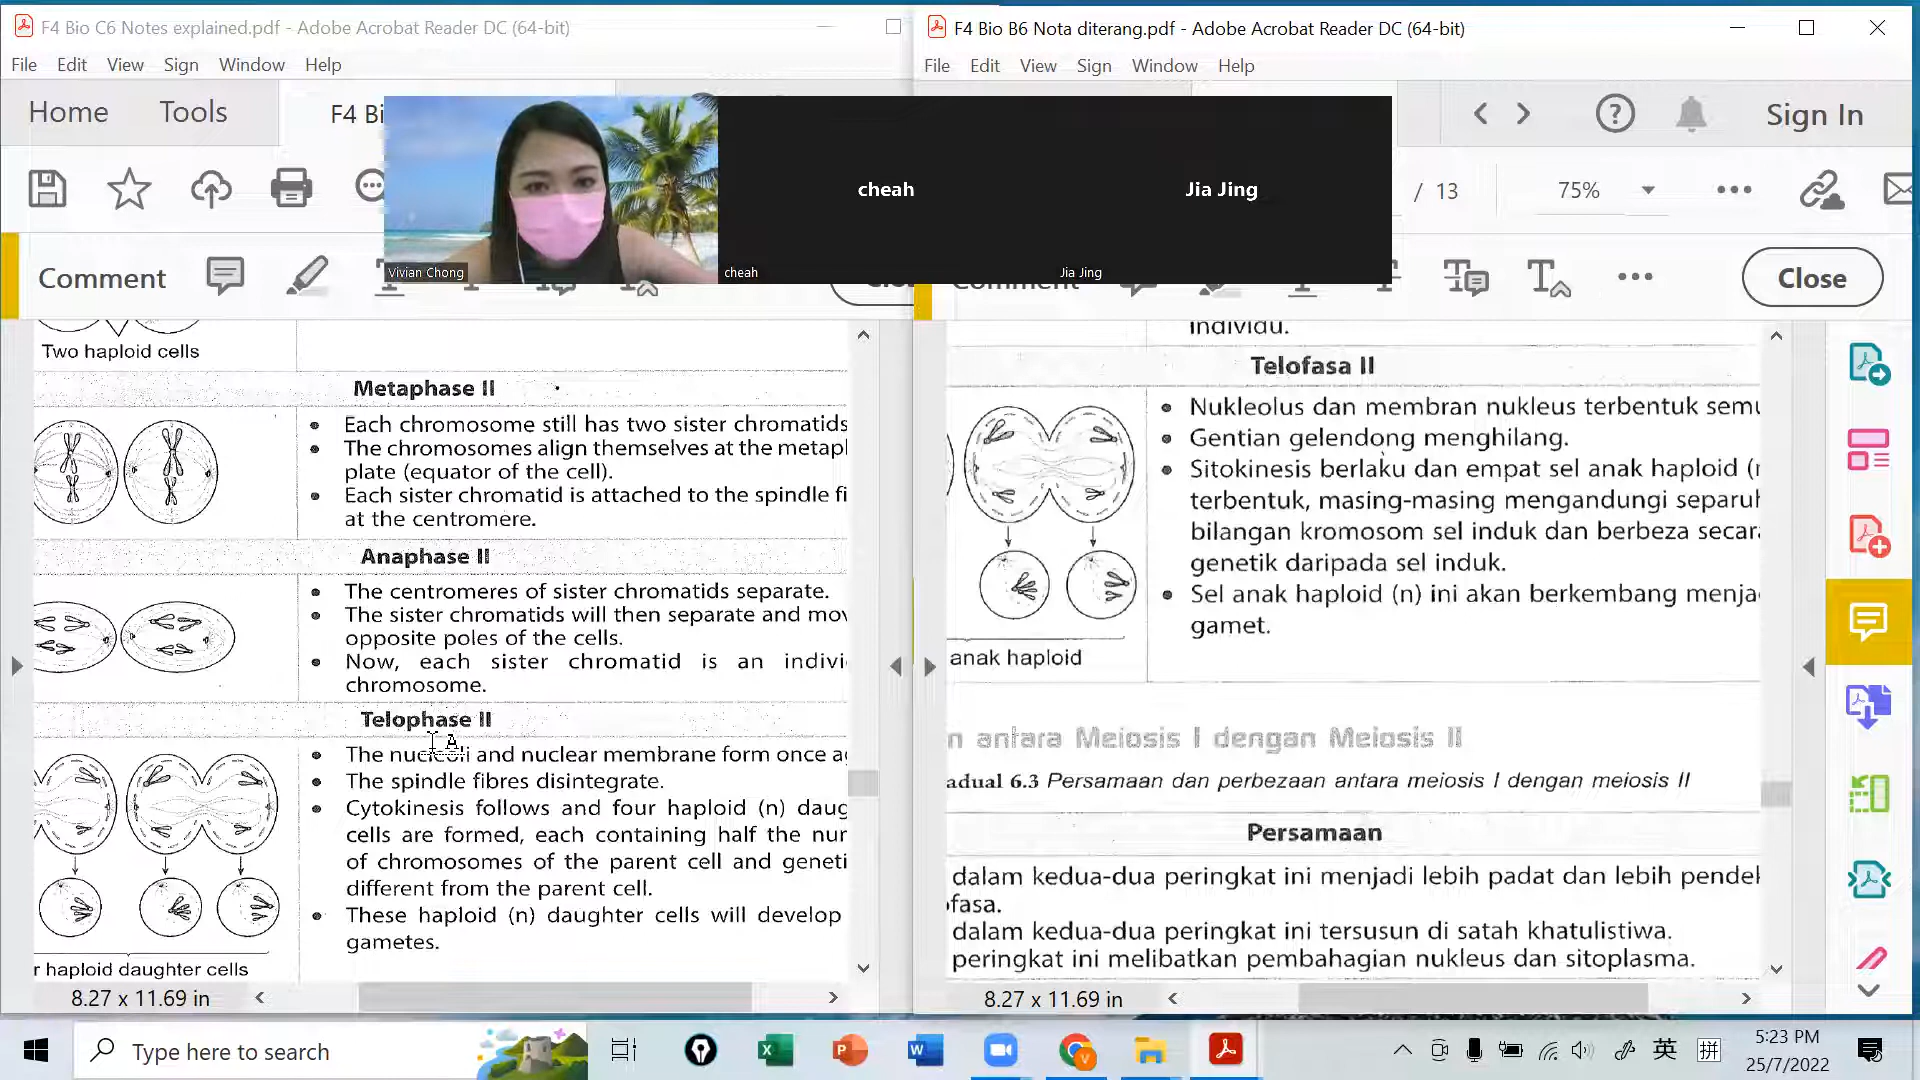 F4 Bio C6 Notes explained.pdf - Adobe Acrobat Reader DC (64-bit)
File Edit View Sign Window Help
Home Tools F4 Bi
Vivian Chong
cheah
cheah
Jia Jing
Jia Jing
Comment
Two haploid cells
Metaphase II
Each chromosome still has two sister chromatids
The chromosomes align themselves at the metapl
plate (equator of the cell).
Each sister chromatid is attached to the spindle fi
at the centromere.
Anaphase II
The centromeres of sister chromatids separate.
The sister chromatids will then separate and mov
opposite poles of the cells.
Now, each sister chromatid is an indivi
chromosome.
Telophase II
The nucleoli and nuclear membrane form once ag
The spindle fibres disintegrate.
Cytokinesis follows and four haploid (n) daug
cells are formed, each containing half the nur
of chromosomes of the parent cell and geneti
different from the parent cell.
These haploid (n) daughter cells will develop
gametes.
r haploid daughter cells
8.27 x 11.69 in
F4 Bio B6 Nota diterang.pdf - Adobe Acrobat Reader DC (64-bit)
File Edit View Sign Window Help
Sign In
/ 13 75%
Close
individu.
Telofasa II
Nukleolus dan membran nukleus terbentuk semu
Gentian gelendong menghilang.
Sitokinesis berlaku dan empat sel anak haploid (
terbentuk, masing-masing mengandungi separuh
bilangan kromosom sel induk dan berbeza secara
genetik daripada sel induk.
Sel anak haploid (n) ini akan berkembang menja
gamet.
anak haploid
n antara Meiosis I dengan Meiosis II
adual 6.3 Persamaan dan perbezaan antara meiosis I dengan meiosis II
Persamaan
dalam kedua-dua peringkat ini menjadi lebih padat dan lebih pendek
fasa.
dalam kedua-dua peringkat ini tersusun di satah khatulistiwa.
peringkat ini melibatkan pembahagian nukleus dan sitoplasma.
8.27 x 11.69 in
Type here to search
英 拼
5:23 PM
25/7/2022